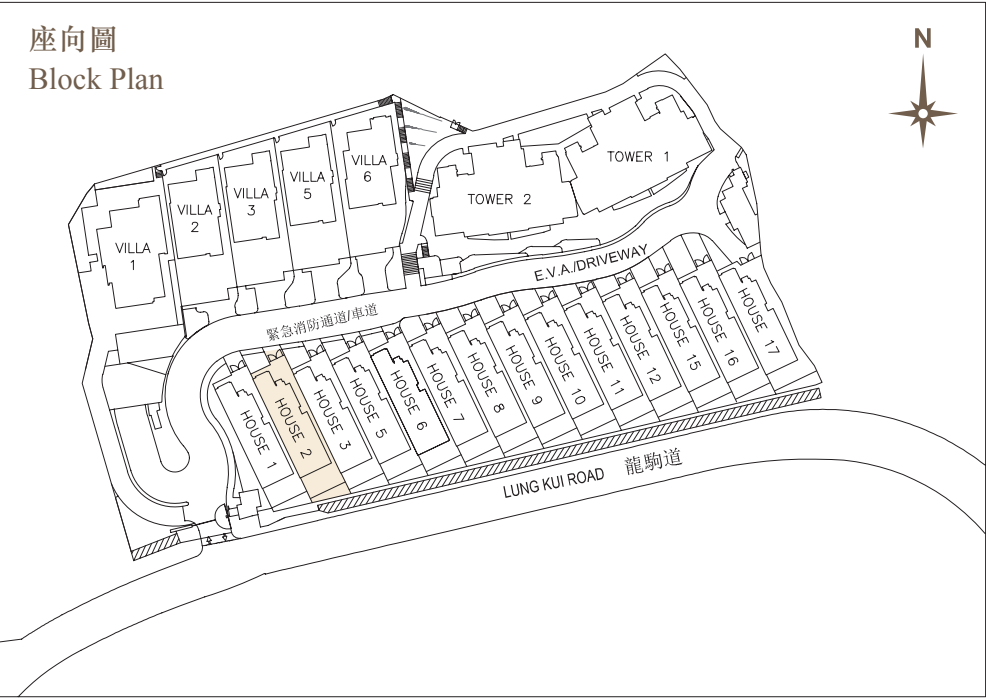 座向圖
Block Plan
N
VILLA
1
VILLA
2
VILLA
3
VILLA
5
VILLA
6
TOWER 2
TOWER 1
E.V.A./DRIVEWAY
緊急消防通道/車道
HOUSE 1
HOUSE 2
HOUSE 3
HOUSE 5
HOUSE 6
HOUSE 7
HOUSE 8
HOUSE 9
HOUSE 10
HOUSE 11
HOUSE 12
HOUSE 15
HOUSE 16
HOUSE 17
LUNG KUI ROAD 龍駒道